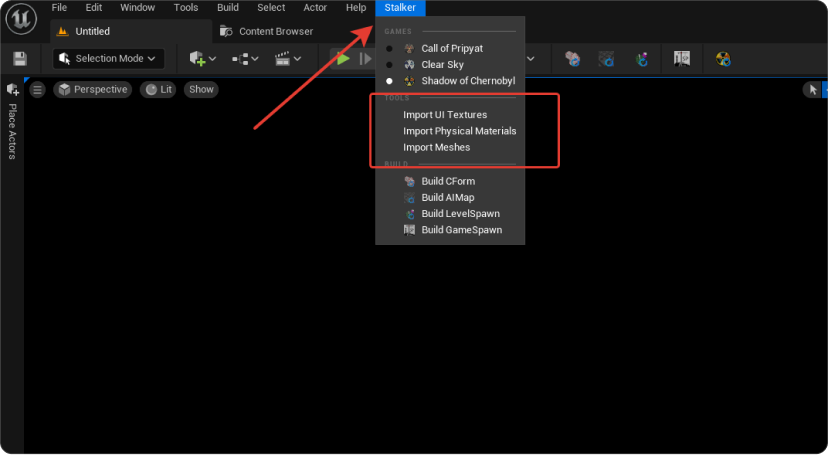 File Edit Window Tools Build Select Actor Help Stalker
Untitled Content Browser
Selection Mode
Perspective Lit Show
Place Actors
GAMES
Call of Pripyat
Clear Sky
Shadow of Chernobyl
TOOLS
Import UI Textures
Import Physical Materials
Import Meshes
BUILD
Build CForm
Build AIMap
Build LevelSpawn
Build GameSpawn